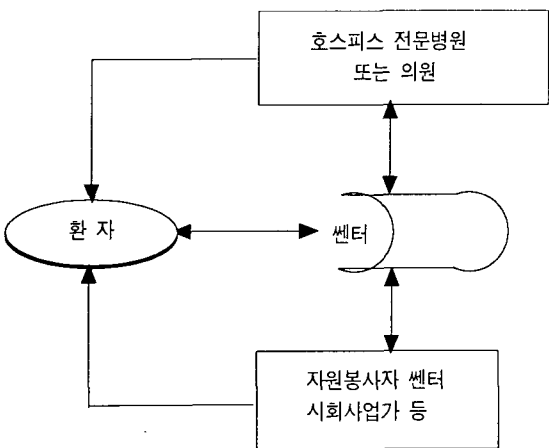 호스피스 전문병원
또는 의원
환 자
쎈터
자원봉사자 쎈터
시회사업가 등